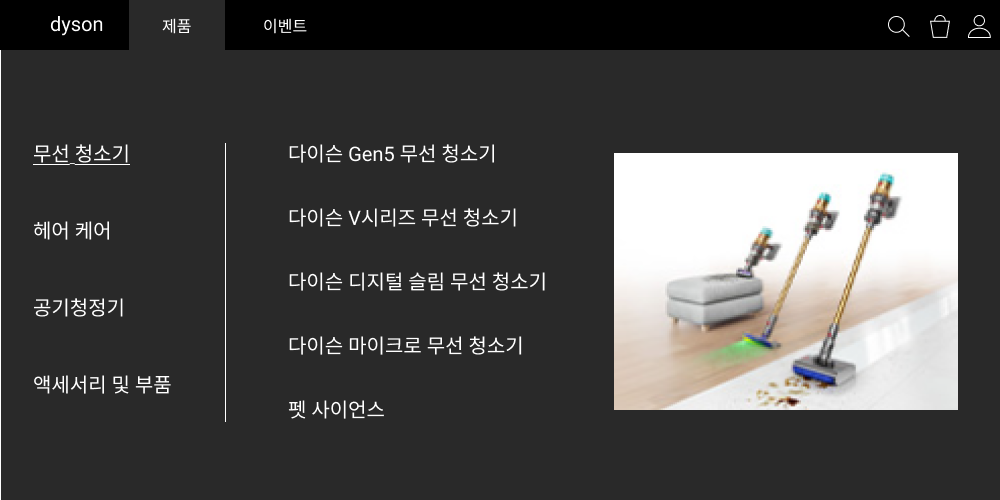 dyson
제품
이벤트
무선 청소기
헤어 케어
공기청정기
액세서리 및 부품
다이슨 Gen5 무선 청소기
다이슨 V시리즈 무선 청소기
다이슨 디지털 슬림 무선 청소기
다이슨 마이크로 무선 청소기
펫 사이언스